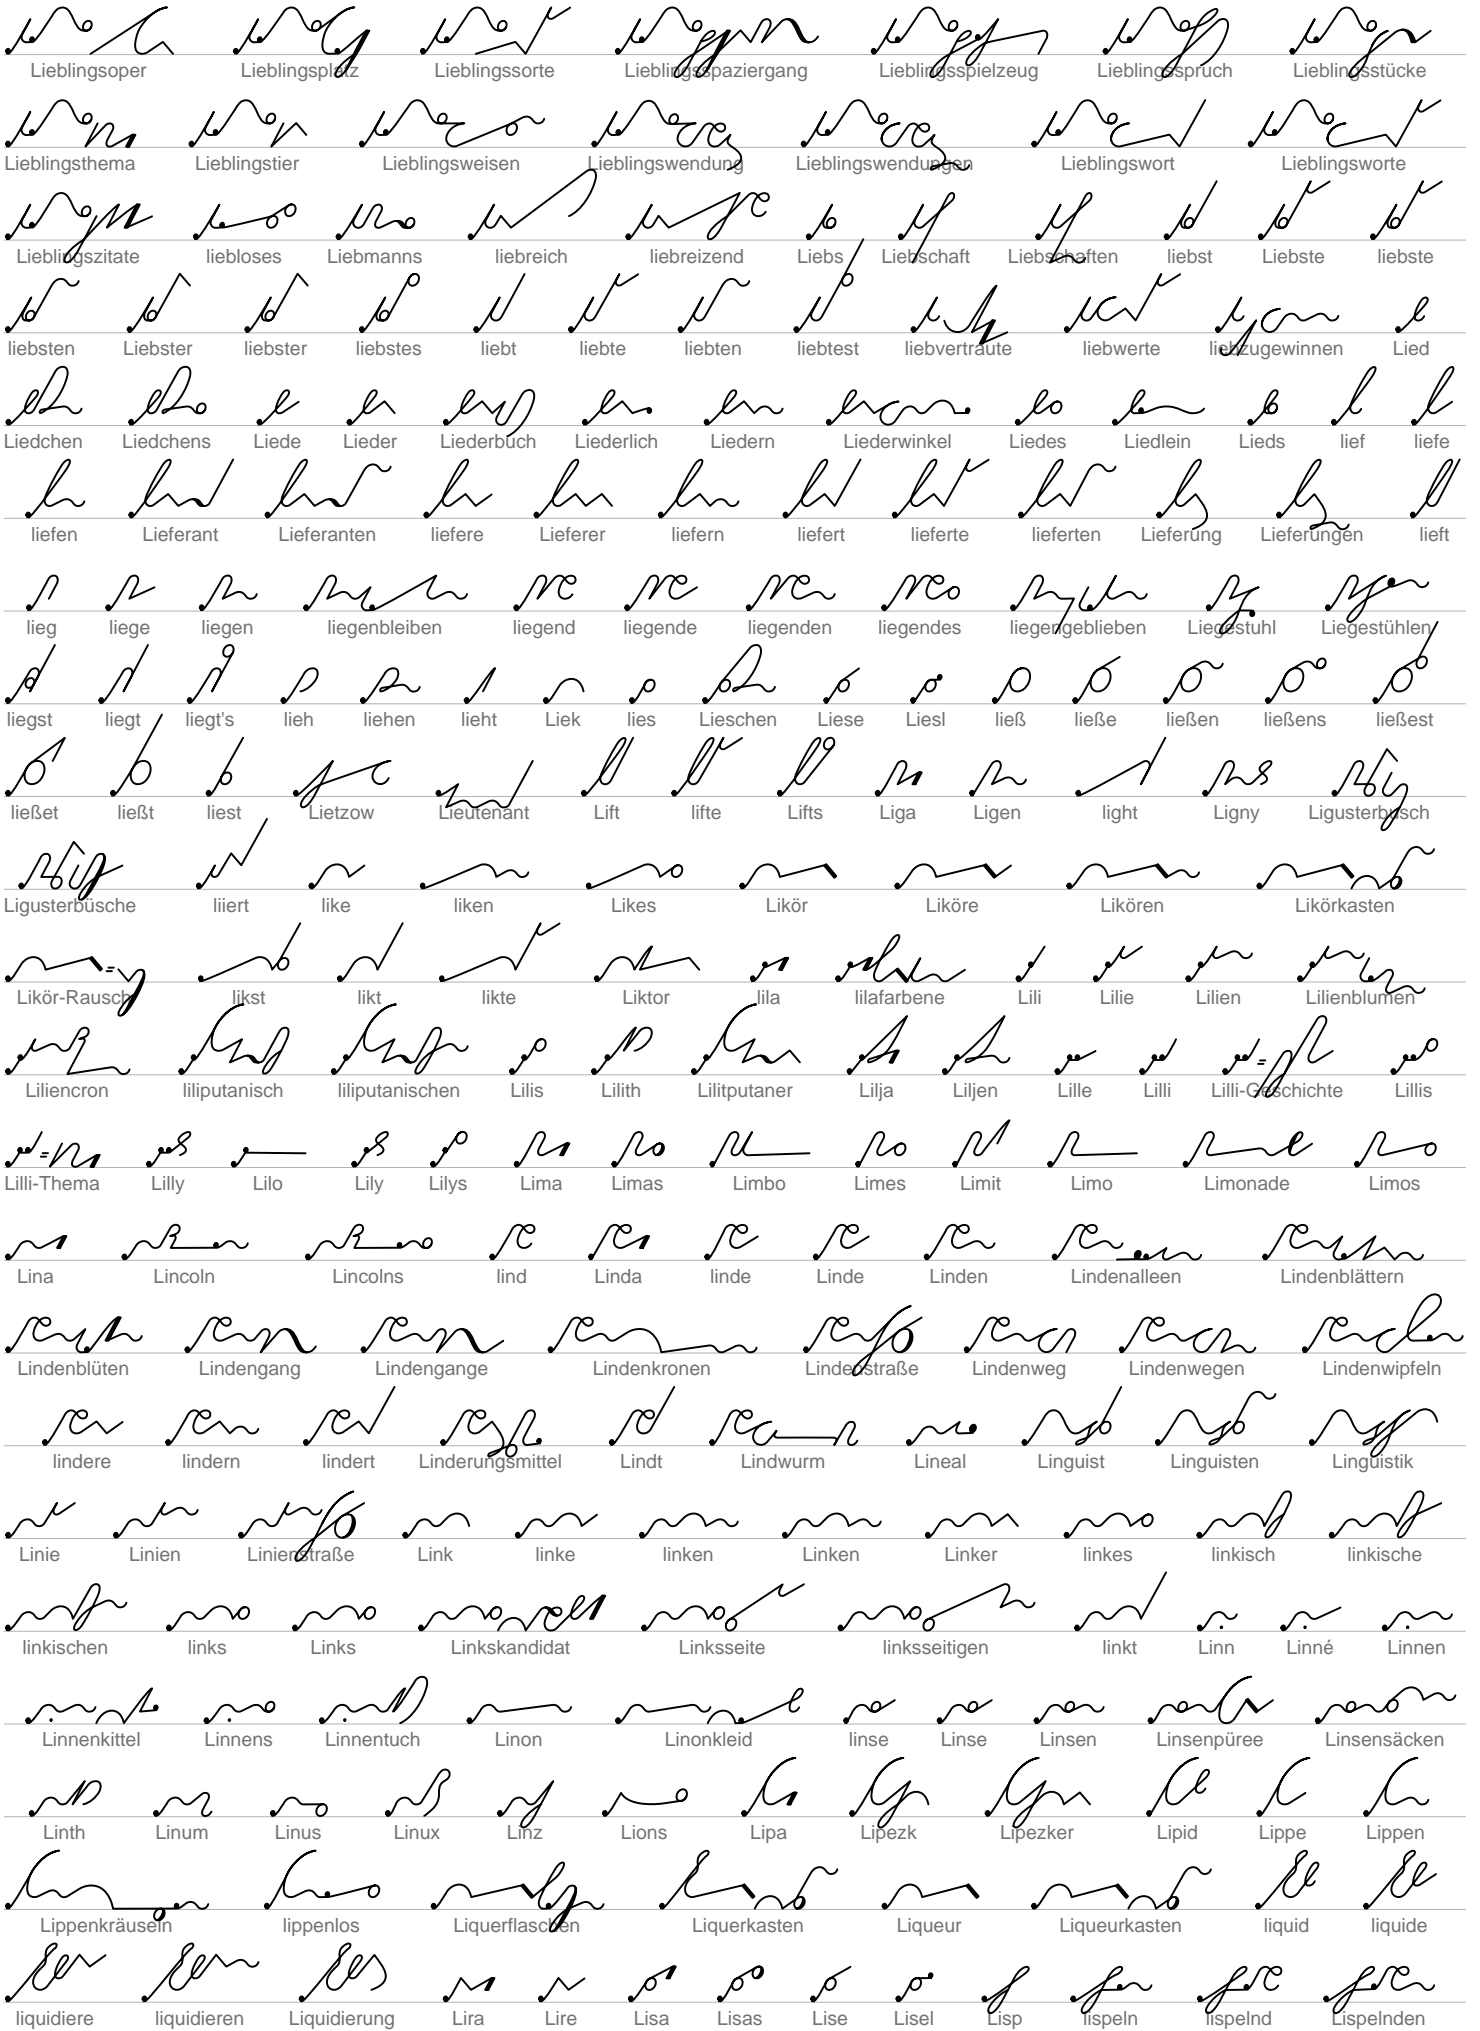 Lieblingsoper Lieblingsplatz Lieblingssorte Lieblingsspaziergang Lieblingsspielzeug Lieblingsspruch Lieblingsstücke
Lieblingsthema Lieblingstier Lieblingsweisen Lieblingswendung Lieblingswendungen Lieblingswort Lieblingsworte
Lieblingszitate liebloses Liebmanns liebreich liebreizend Liebs Liebschaft Liebschaften liebst Liebste liebste
liebsten Liebster liebster liebstes liebt liebte liebten liebtest liebvertraute liebwerte liebzugewinnen Lied
Liedchen Liedchens Liede Lieder Liederbuch Liederlich Liedern Liederwinkel Liedes Liedlein Lieds lief liefe
liefen Lieferant Lieferanten liefere Lieferer liefern liefert lieferte lieferten Lieferung Lieferungen lieft
lieg liege liegen liegenbleiben liegend liegende liegenden liegendes liegengeblieben Liegestuhl Liegestühlen
liegst liegt liegt's lieh liehen lieht Liek lies Lieschen Liese Liesl ließ ließe ließen ließens ließest
ließet ließt liest Lietzow Lieutenant Lift lifte Lifts Liga Ligen light Ligny Ligusterbusch
Ligusterbüsche liiert like liken Likes Likör Liköre Likören Likörkasten
Likör-Rausch likst likt likte Liktor lila lilafarbene Lili Lilie Lilien Lilienblumen
Liliencron liliputanisch liliputanischen Lilis Lilith Lilitputaner Lilja Liljen Lille Lilli Lilli-Geschichte Lillis
Lilli-Thema Lilly Lilo Lily Lilys Lima Limas Limbo Limes Limit Limo Limonade Limos
Lina Lincoln Lincolns lind Linda linde Linde Linden Lindenalleen Lindenblättern
Lindenblüten Lindengang Lindengange Lindenkronen Lindenstraße Lindenweg Lindenwegen Lindenwipfeln
lindere lindern lindert Linderungsmittel Lindt Lindwurm Lineal Linguist Linguisten Linguistik
Linie Linien Linienstraße Link linke linken Linken Linker linkes linkisch linkische
linkischen links Links Linkskandidat Linksseite linksseitigen linkt Linn Linné Linnen
Linnenkittel Linnens Linnentuch Linon Linonkleid linse Linse Linsen Linsenpüree Linsensäcken
Linth Linum Linus Linux Linz Lions Lipa Lipezk Lipezker Lipid Lippe Lippen
Lippenkräuseln lippenlos Liquerflaschen Liquerkasten Liqueur Liqueurkasten liquid liquide
liquidiere liquidieren Liquidierung Lira Lire Lisa Lisas Lise Lisel Lisp lispeln lispelnd Lispelnden